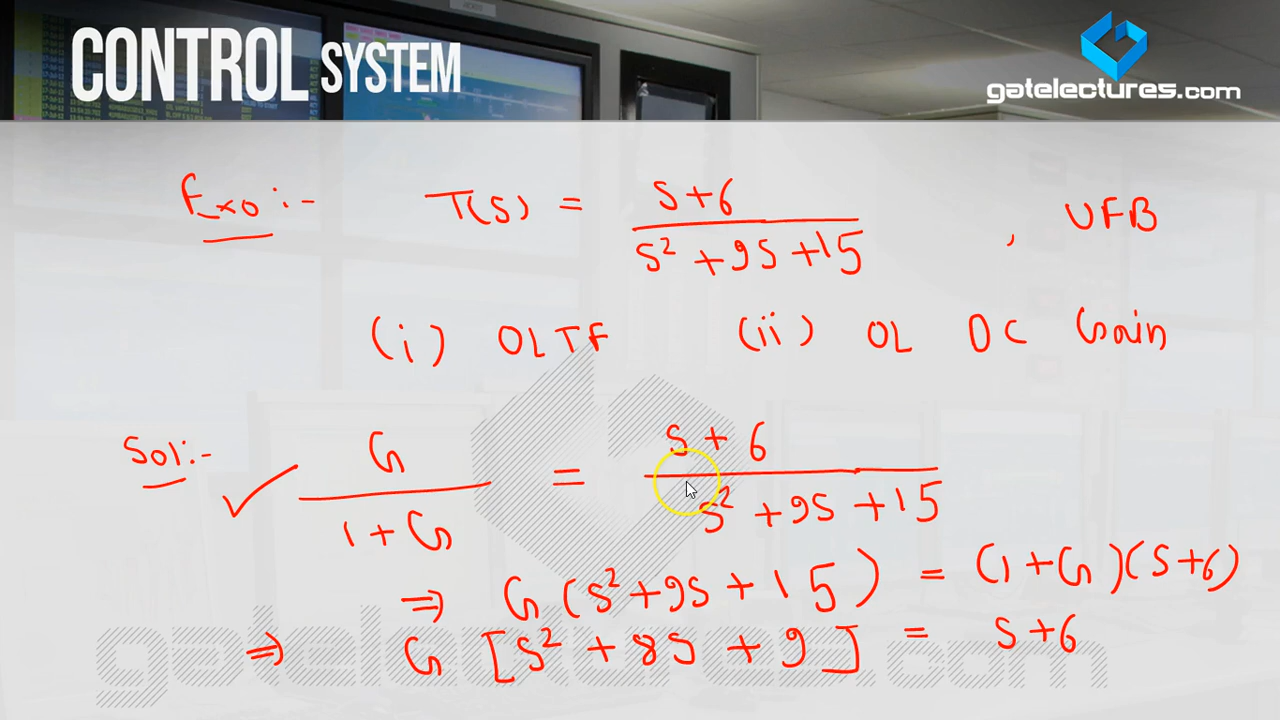 CONTROL SYSTEM
gatelectures.com
Exo:- T(S) = S+6 / S² + 9S + 15 , UFB
(i) OLTF (ii) OL DC Gain
Sol:- G / 1+G = S+6 / S² + 9S + 15
⇒ G (S² + 9S + 15) = (1+G)(S+6)
⇒ G [S² + 8S + 9] = S+6
gatelectures.com